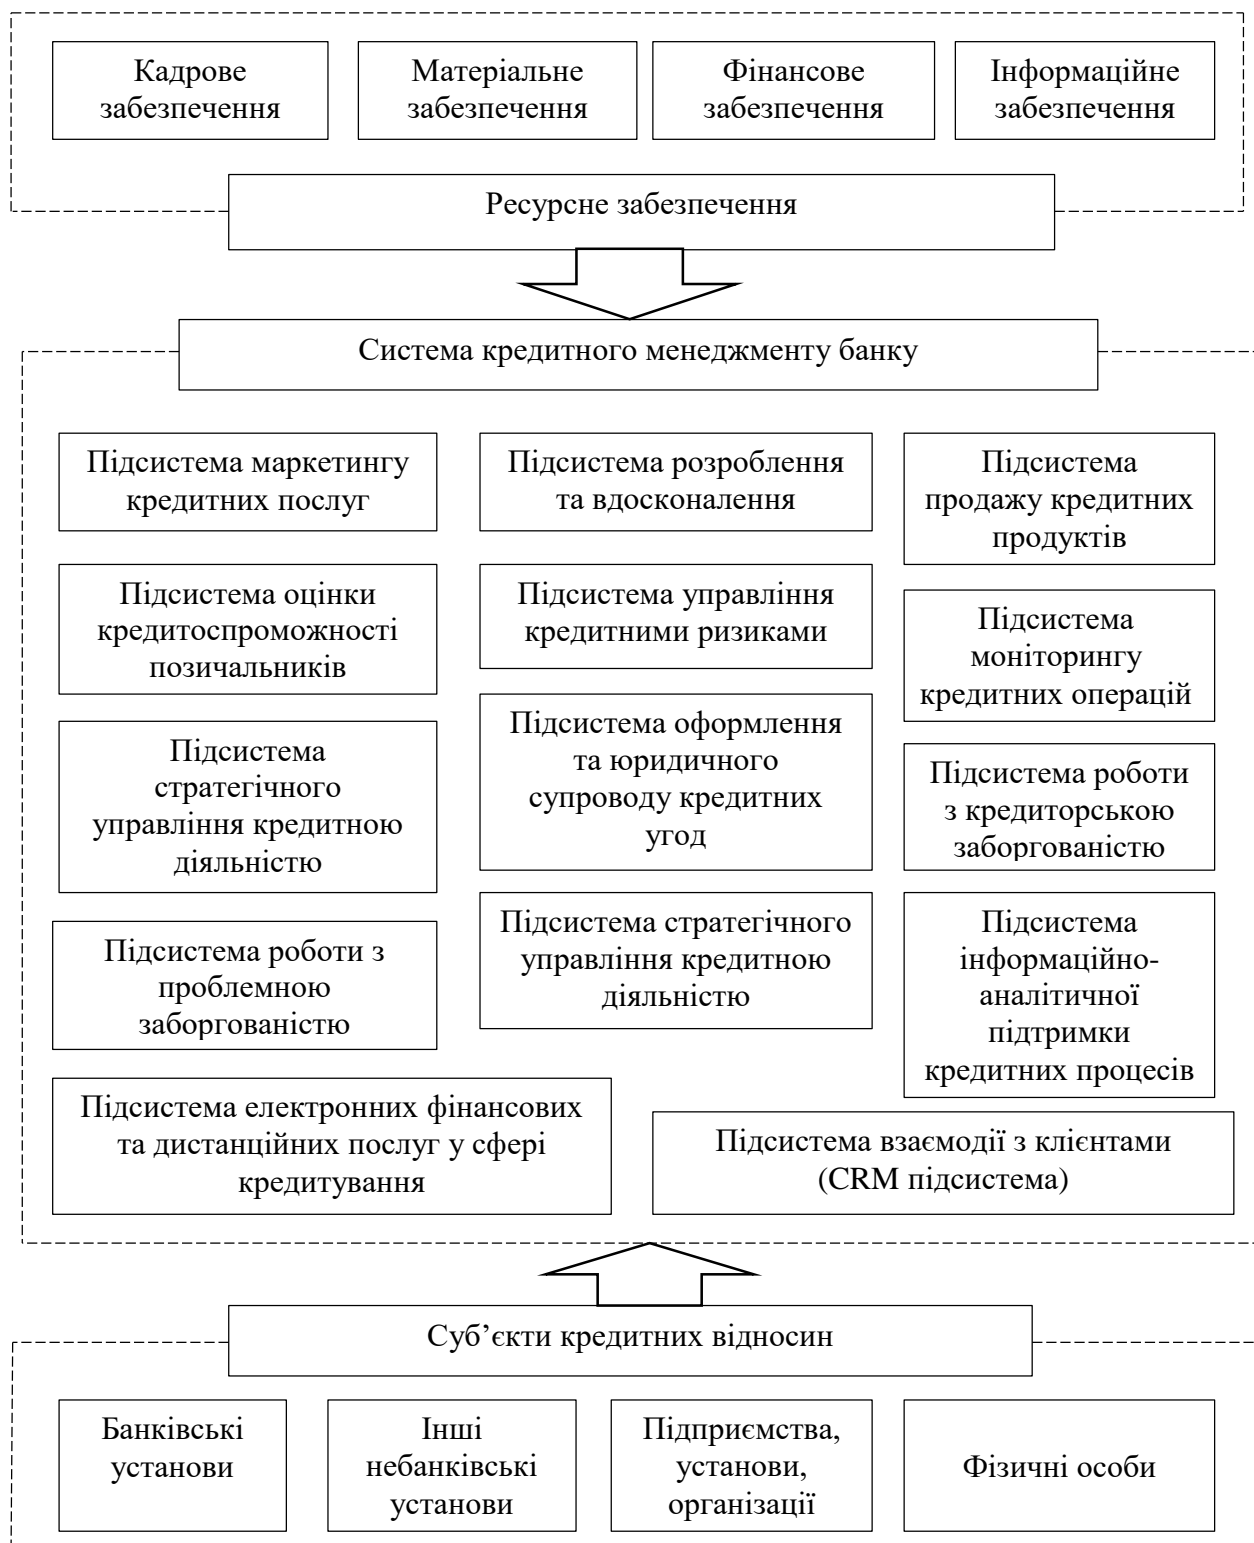 Кадрове
забезпечення
Матеріальне
забезпечення
Фінансове
забезпечення
Інформаційне
забезпечення
Ресурсне забезпечення
Система кредитного менеджменту банку
Підсистема маркетингу
кредитних послуг
Підсистема розроблення
та вдосконалення
Підсистема
продажу кредитних
продуктів
Підсистема оцінки
кредитоспроможності
позичальників
Підсистема управління
кредитними ризиками
Підсистема
моніторингу
кредитних операцій
Підсистема
стратегічного
управління кредитною
діяльністю
Підсистема оформлення
та юридичного
супроводу кредитних
угод
Підсистема роботи
з кредиторською
заборгованістю
Підсистема роботи з
проблемною
заборгованістю
Підсистема стратегічного
управління кредитною
діяльністю
Підсистема
інформаційно-
аналітичної
підтримки
кредитних процесів
Підсистема електронних фінансових
та дистанційних послуг у сфері
кредитування
Підсистема взаємодії з клієнтами
(CRM підсистема)
Суб’єкти кредитних відносин
Банківські
установи
Інші
небанківські
установи
Підприємства,
установи,
організації
Фізичні особи